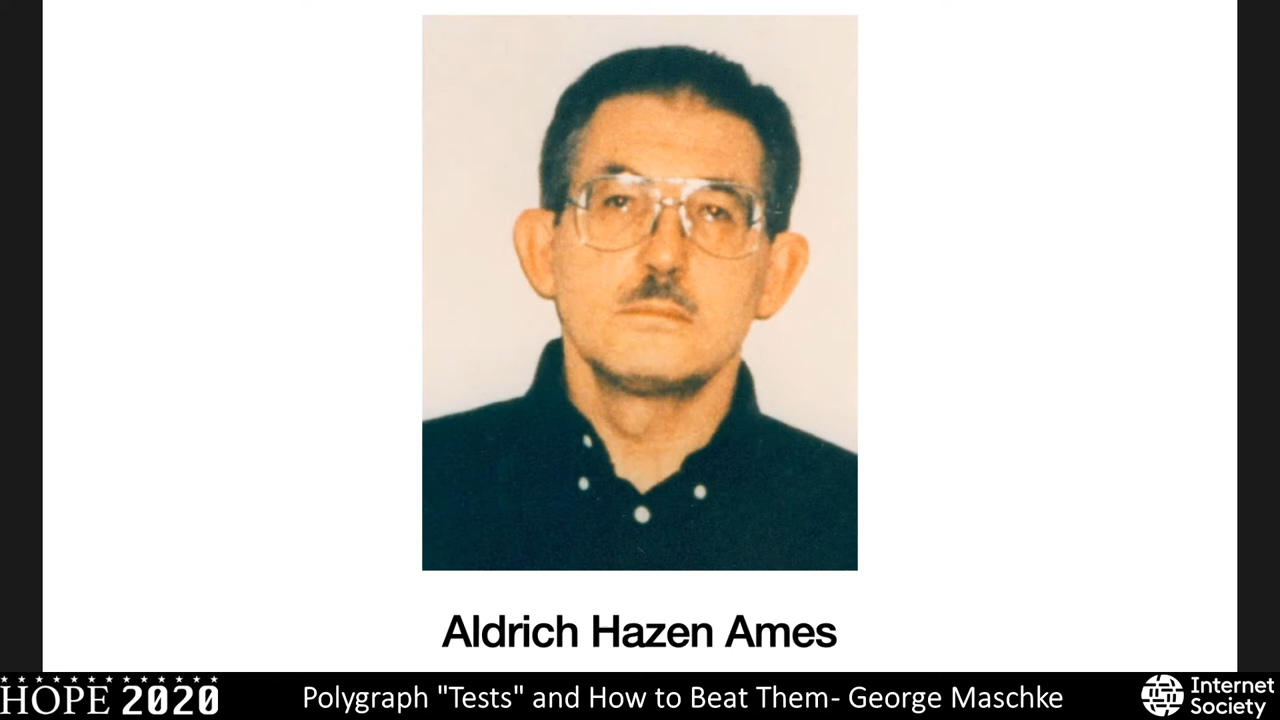 Aldrich Hazen Ames
HOPE 2020
Polygraph "Tests" and How to Beat Them- George Maschke
Internet
Society